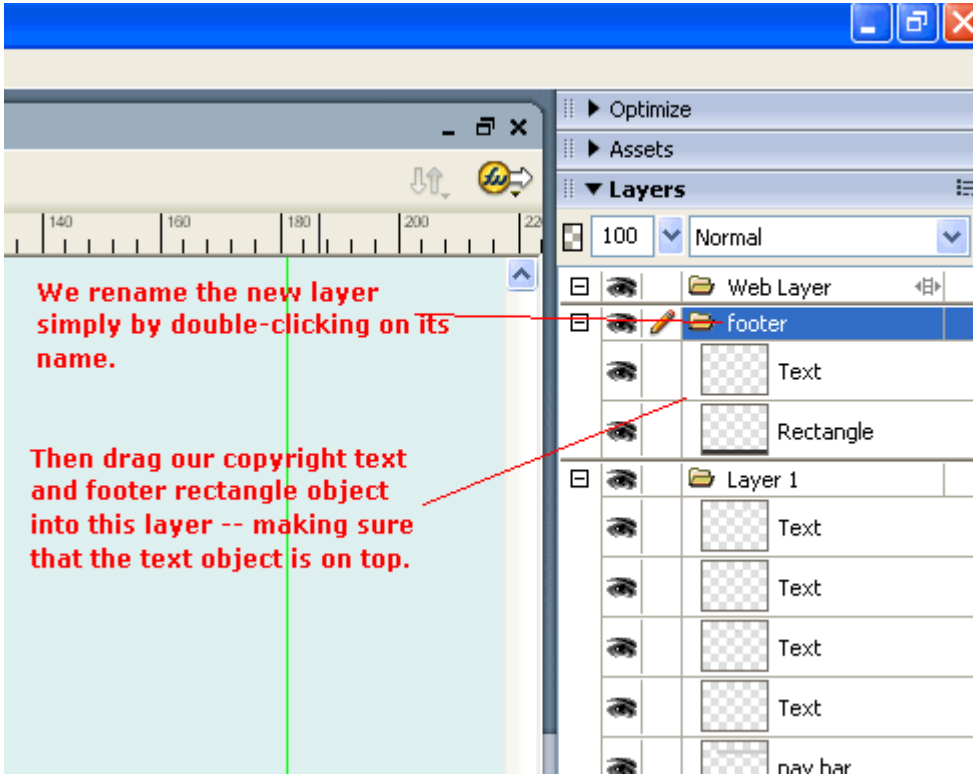 Optimize
Assets
Layers
140 160 180 200 22
100 Normal
We rename the new layer
simply by double-clicking on its
name.
Then drag our copyright text
and footer rectangle object
into this layer -- making sure
that the text object is on top.
Web Layer
footer
Text
Rectangle
Layer 1
Text
Text
Text
Text
nav bar